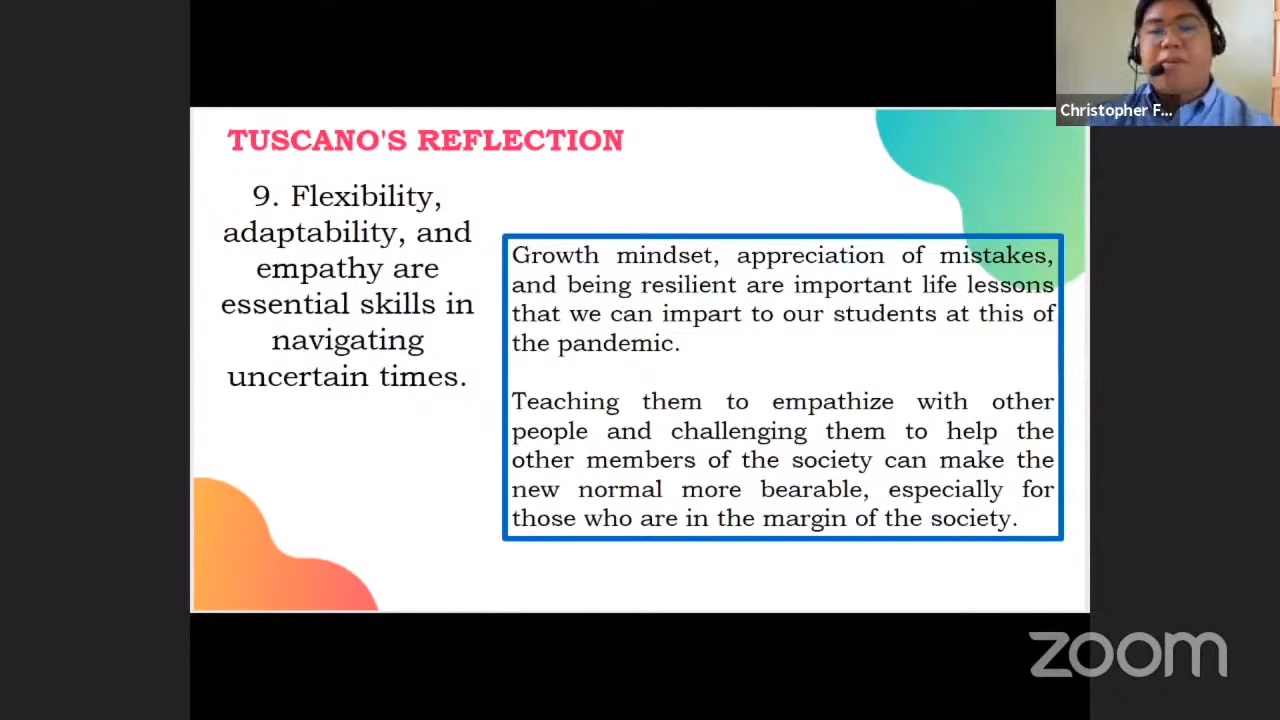 Christopher F...
TUSCANO'S REFLECTION
9. Flexibility,
adaptability, and
empathy are
essential skills in
navigating
uncertain times.
Growth mindset, appreciation of mistakes,
and being resilient are important life lessons
that we can impart to our students at this of
the pandemic.
Teaching them to empathize with other
people and challenging them to help the
other members of the society can make the
new normal more bearable, especially for
those who are in the margin of the society.
zoom